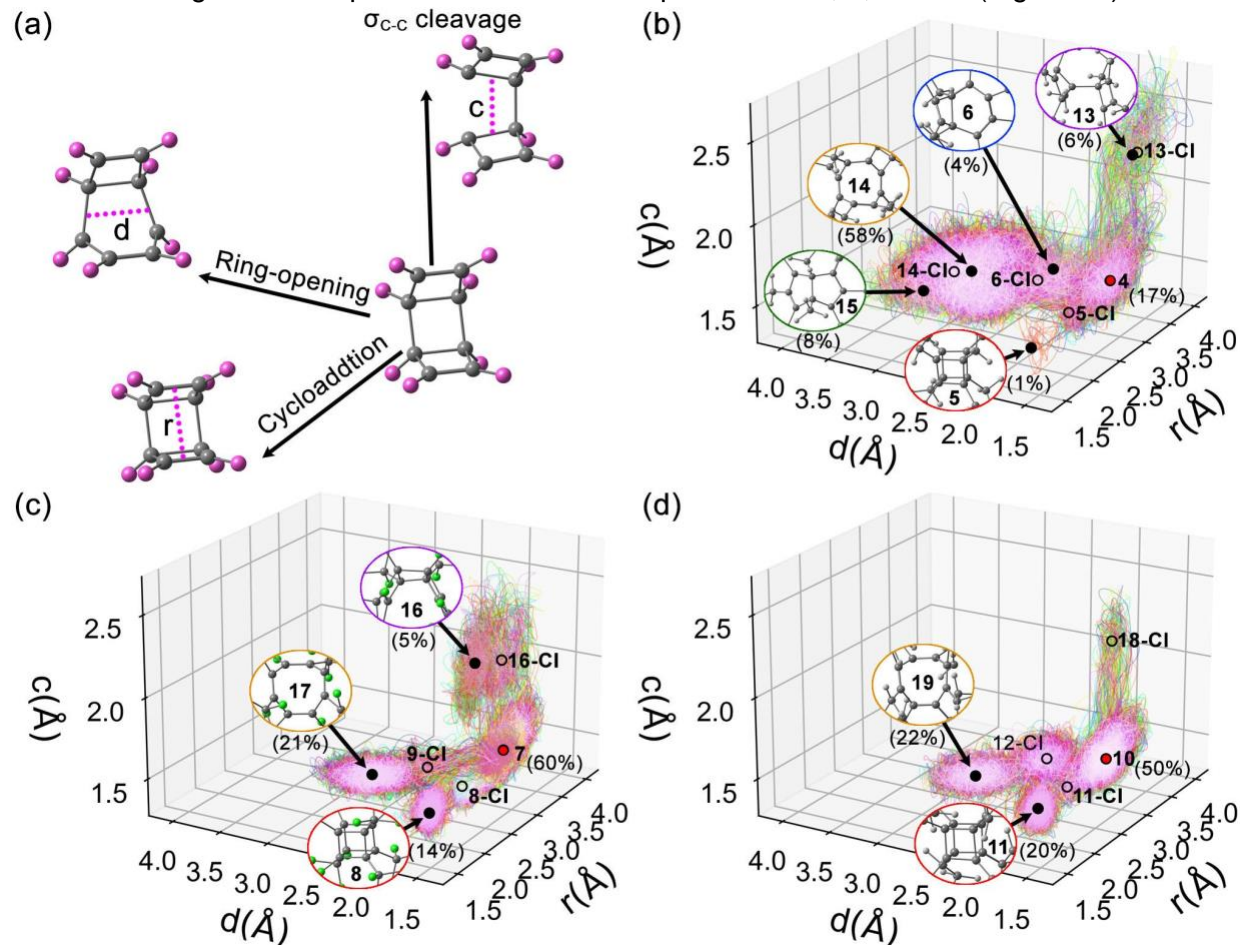 (a)
σC-C cleavage
c
d
Ring-opening
r
Cycloaddtion
(b)
c(Å)
2.5
2.0
1.5
4.0
3.5
3.0
2.5
2.0
1.5
d(Å)
1.5
2.0
2.5
3.0
3.5
4.0
r(Å)
6
(4%)
13
(6%)
13-CI
14
(58%)
14-CI
6-CI
4
(17%)
5-CI
15
(8%)
5
(1%)
(c)
c(Å)
2.5
2.0
1.5
4.0
3.5
3.0
2.5
2.0
1.5
d(Å)
1.5
2.0
2.5
3.0
3.5
4.0
r(Å)
16
(5%)
16-CI
17
(21%)
9-CI
7
(60%)
8-CI
8
(14%)
(d)
c(Å)
2.5
2.0
1.5
4.0
3.5
3.0
2.5
2.0
1.5
d(Å)
1.5
2.0
2.5
3.0
3.5
4.0
r(Å)
18-CI
19
(22%)
12-CI
10
(50%)
11-CI
11
(20%)